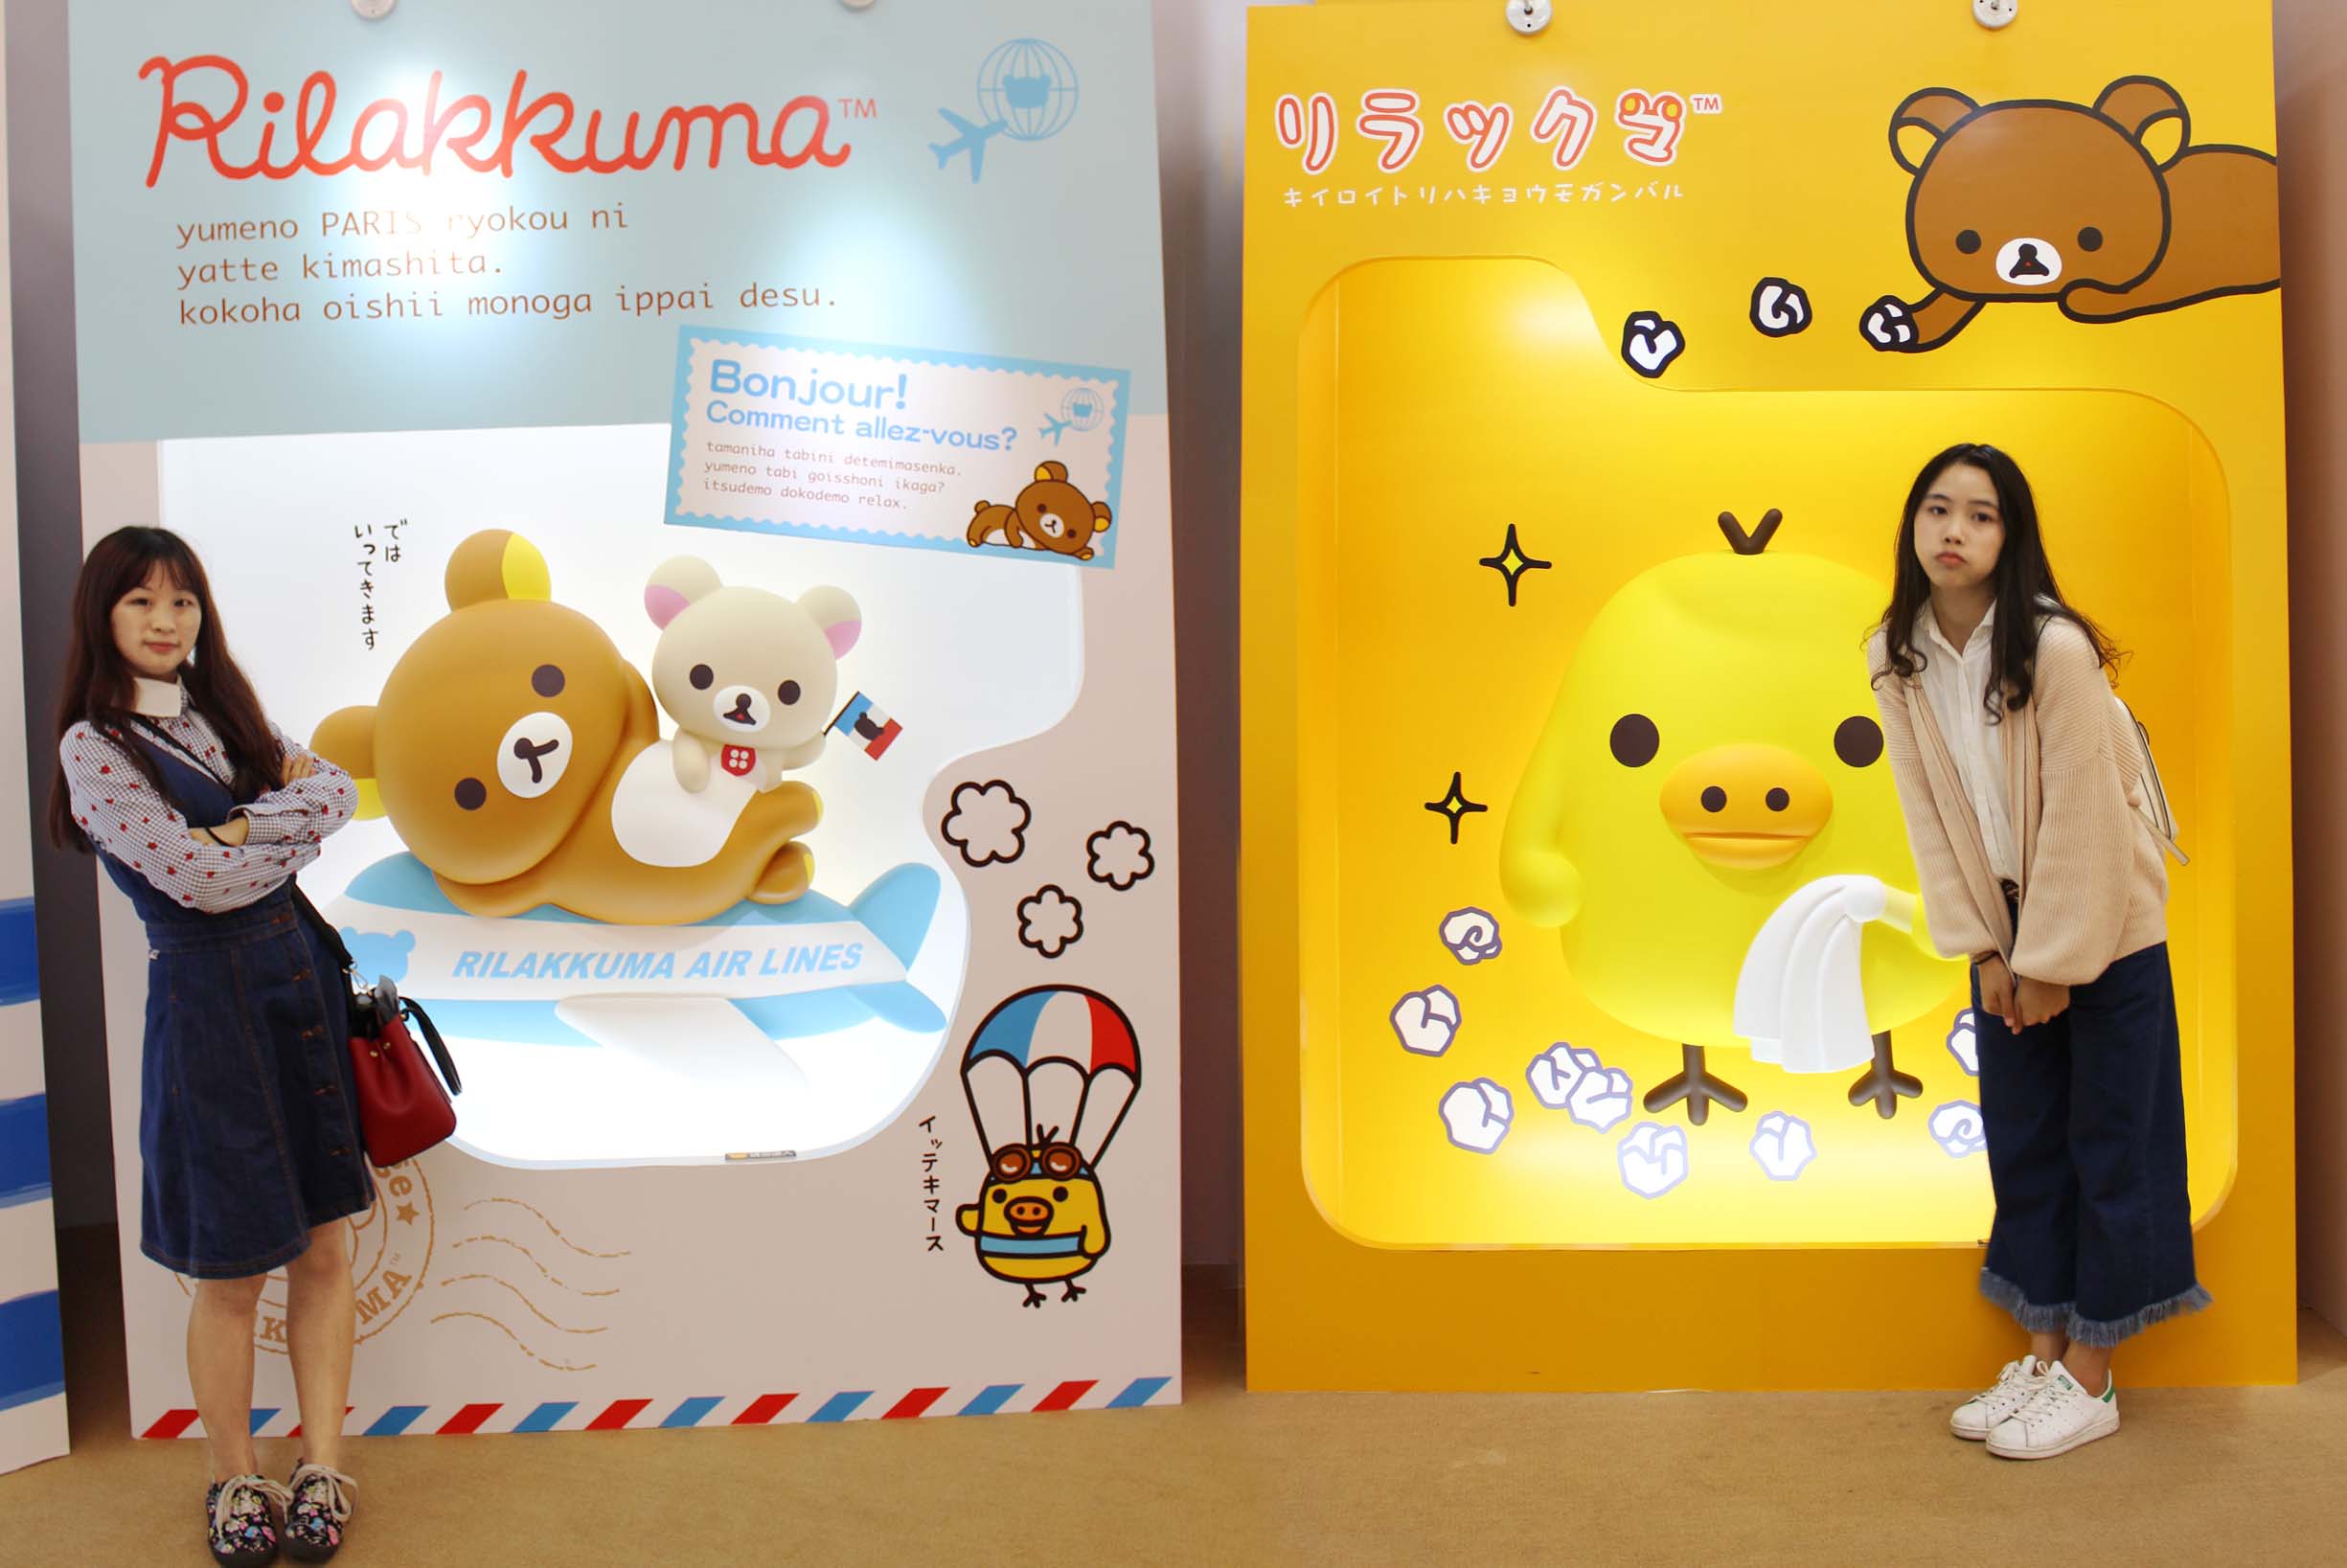 Rilakkuma™
yumeno PARIS ryokou ni
yatte kimashita.
kokoha oishii monoga ippai desu.
Bonjour!
Comment allez-vous?
tamaniha tabini detemimasenka.
yumeno tabi goisshoni ikaga?
itsudemo dokodemo relax.
では
いってきます
RILAKKUMA AIR LINES
イッテキマース
リラックマ™
キイロイトリハキョウモガンバル